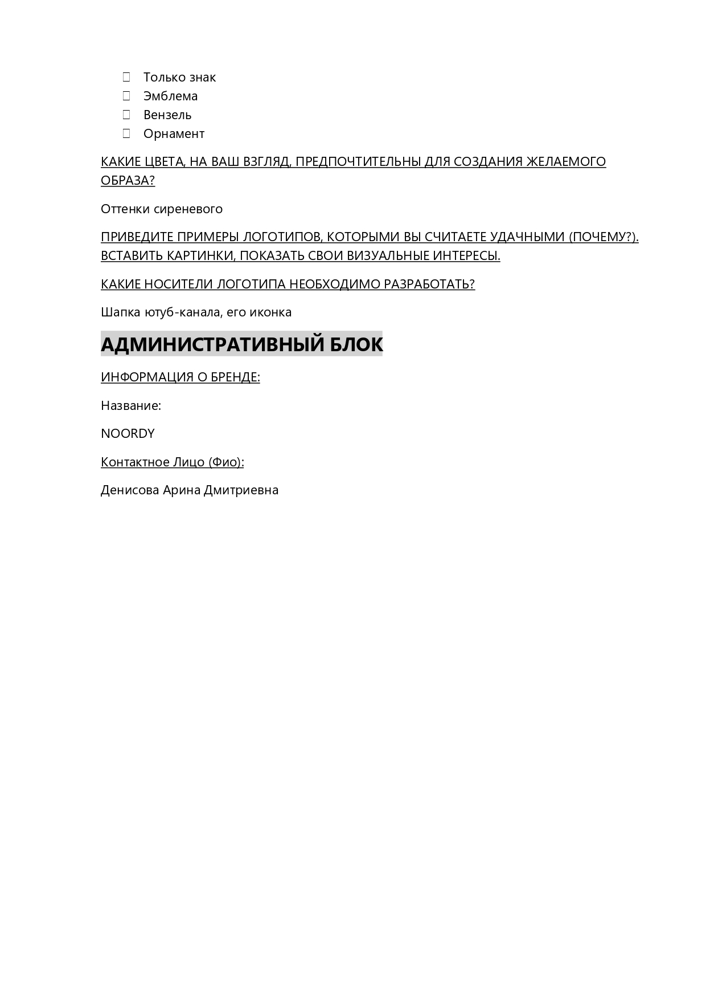 ☐ Только знак
☐ Эмблема
☐ Вензель
☐ Орнамент
КАКИЕ ЦВЕТА, НА ВАШ ВЗГЛЯД, ПРЕДПОЧТИТЕЛЬНЫ ДЛЯ СОЗДАНИЯ ЖЕЛАЕМОГО
ОБРАЗА?
Оттенки сиреневого
ПРИВЕДИТЕ ПРИМЕРЫ ЛОГОТИПОВ, КОТОРЫМИ ВЫ СЧИТАЕТЕ УДАЧНЫМИ (ПОЧЕМУ?).
ВСТАВИТЬ КАРТИНКИ, ПОКАЗАТЬ СВОИ ВИЗУАЛЬНЫЕ ИНТЕРЕСЫ.
КАКИЕ НОСИТЕЛИ ЛОГОТИПА НЕОБХОДИМО РАЗРАБОТАТЬ?
Шапка ютуб-канала, его иконка
АДМИНИСТРАТИВНЫЙ БЛОК
ИНФОРМАЦИЯ О БРЕНДЕ:
Название:
NOORDY
Контактное Лицо (Фио):
Денисова Арина Дмитриевна